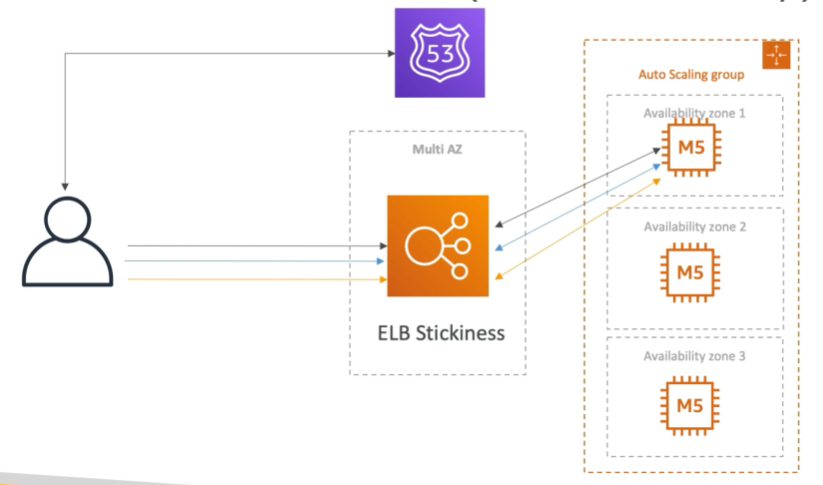 53
Auto Scaling group
Availability zone 1
M5
Multi AZ
Availability zone 2
M5
ELB Stickiness
Availability zone 3
M5